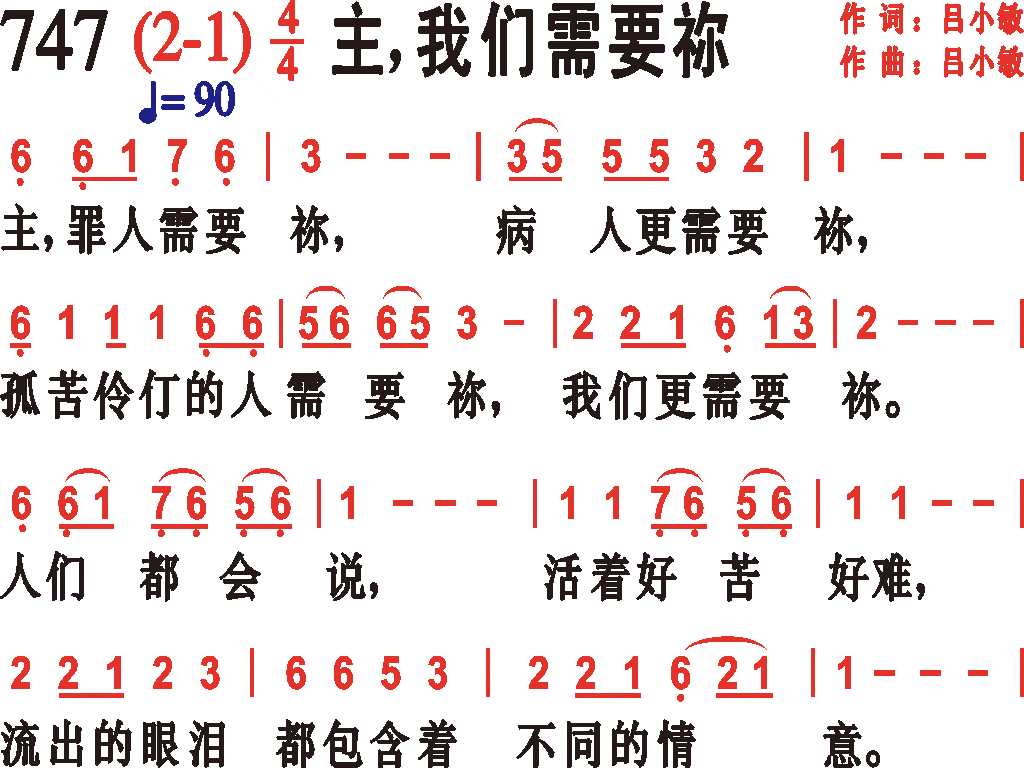 747 (2-1) 4/4 主，我们需要祢 作 词：吕小敏
♩= 90 作 曲：吕小敏
6 6 1 7 6 | 3 - - - | 3 5 5 5 3 2 | 1 - - - |
主，罪人需要 祢， 病 人更需要 祢，
6 1 1 1 6 6 | 5 6 6 5 3 - | 2 2 1 6 1 3 | 2 - - - |
孤苦伶仃的人需 要 祢， 我们更需要 祢。
6 6 1 7 6 5 6 | 1 - - - | 1 1 7 6 5 6 | 1 1 - - |
人们 都 会 说， 活着好 苦 好难，
2 2 1 2 3 | 6 6 5 3 | 2 2 1 6 2 1 | 1 - - - |
流出的眼泪 都包含着 不同的情 意。